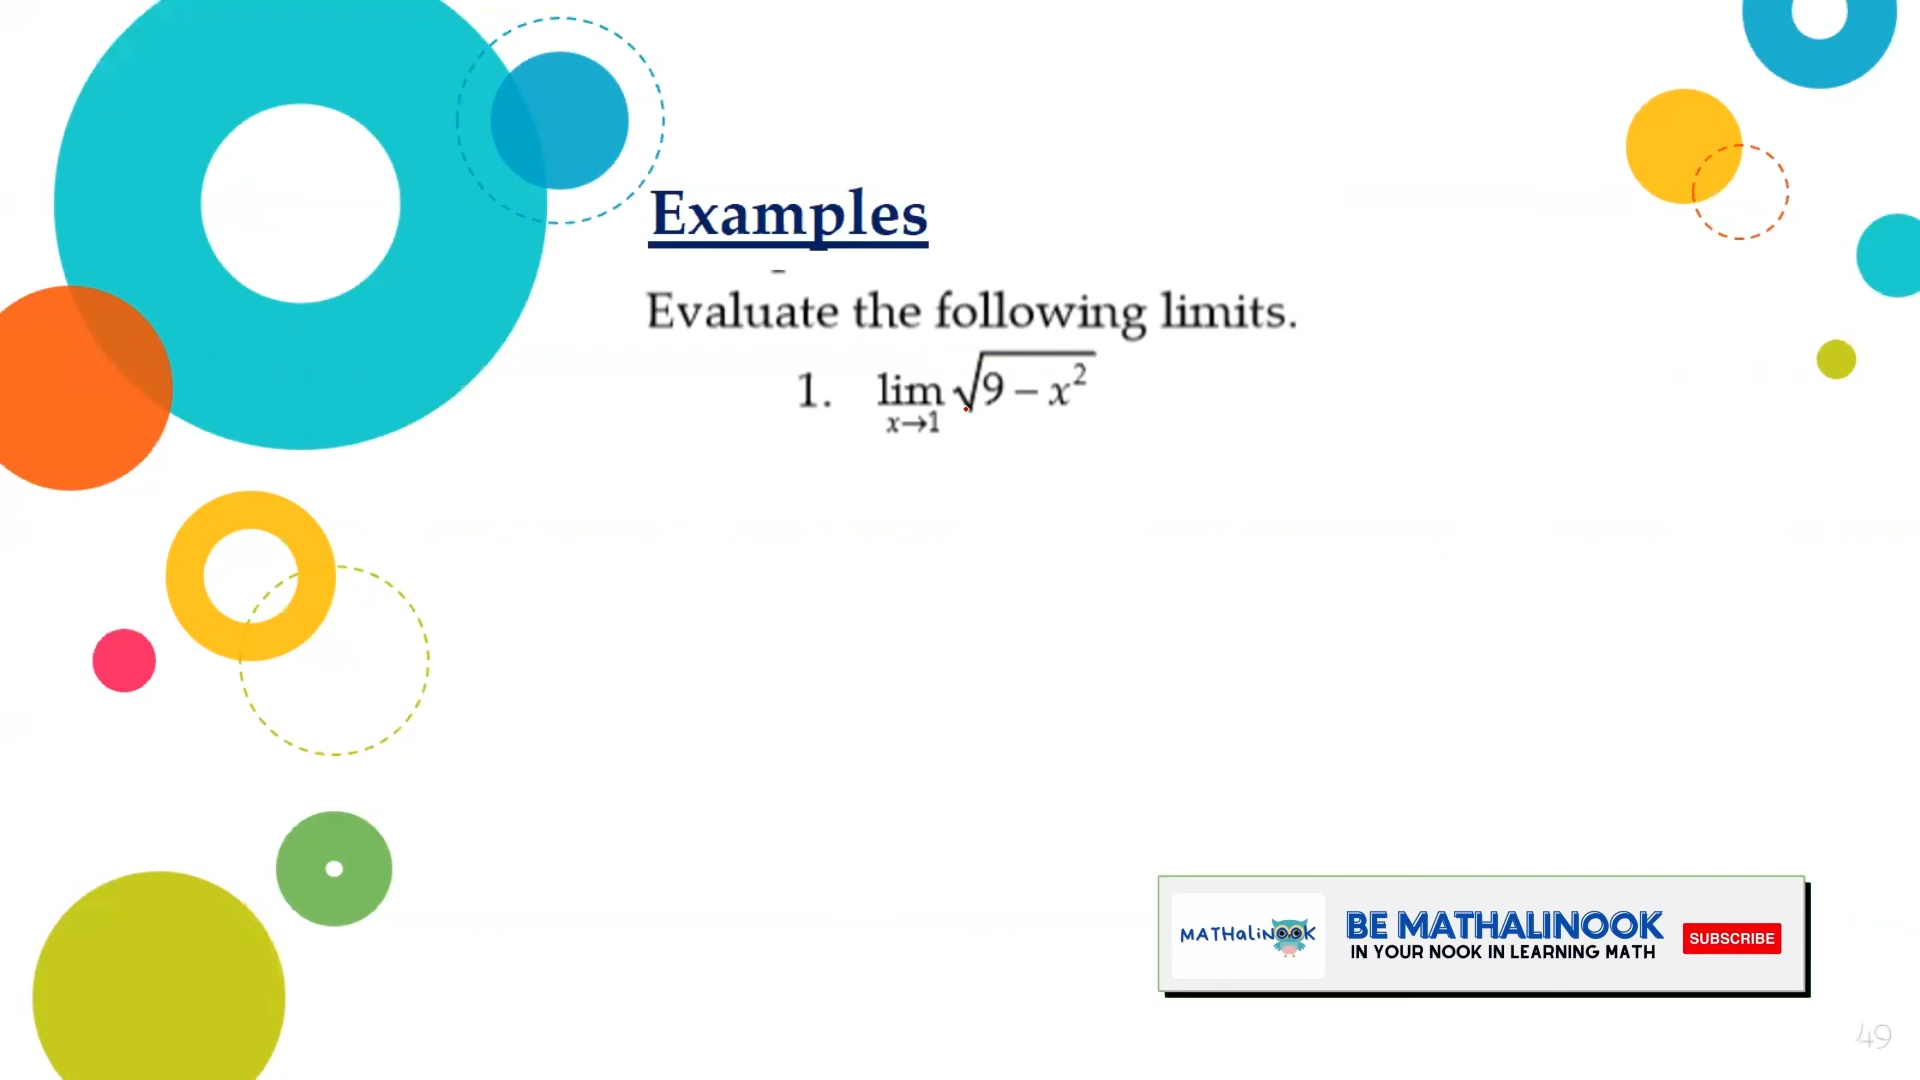 Examples
Evaluate the following limits.
1. lim √9 – x²
x→1
MATHaliNOOK
BE MATHALINOOK
IN YOUR NOOK IN LEARNING MATH
SUBSCRIBE
49